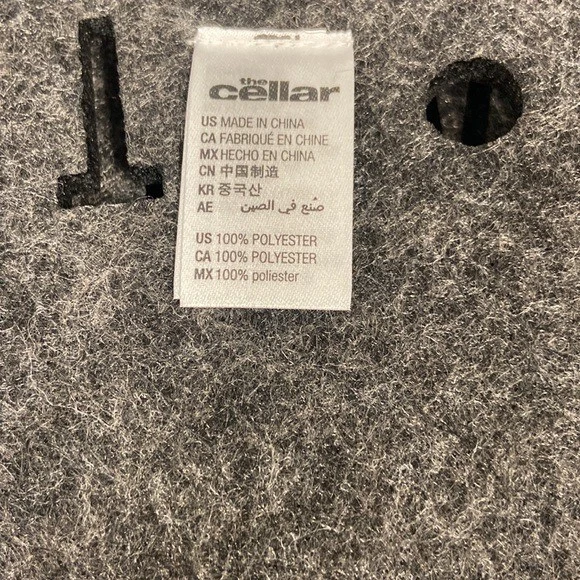 the
cellar
US MADE IN CHINA
CA FABRIQUÉ EN CHINE
MX HECHO EN CHINA
CN 中国制造
KR 중국산
AE صُنع في الصين
US 100% POLYESTER
CA 100% POLYESTER
MX 100% poliester